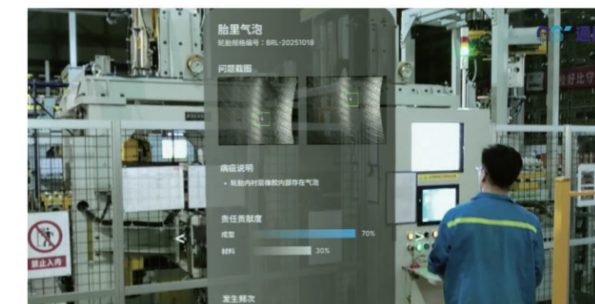 胎里气泡
轮胎规格编号：BRL-20251018
问题截图
病疵说明
• 轮胎内衬层橡胶内部存在气泡
责任贡献度
成型 70%
材料 30%
发生频次
禁止入内